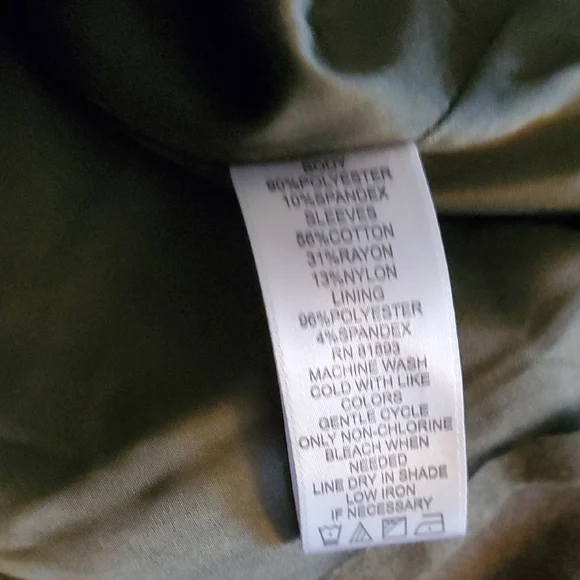 BODY
90%POLYESTER
10%SPANDEX
SLEEVES
56%COTTON
31%RAYON
13%NYLON
LINING
96%POLYESTER
4%SPANDEX
RN 81893
MACHINE WASH
COLD WITH LIKE
COLORS
GENTLE CYCLE
ONLY NON-CHLORINE
BLEACH WHEN
NEEDED
LINE DRY IN SHADE
LOW IRON
IF NECESSARY